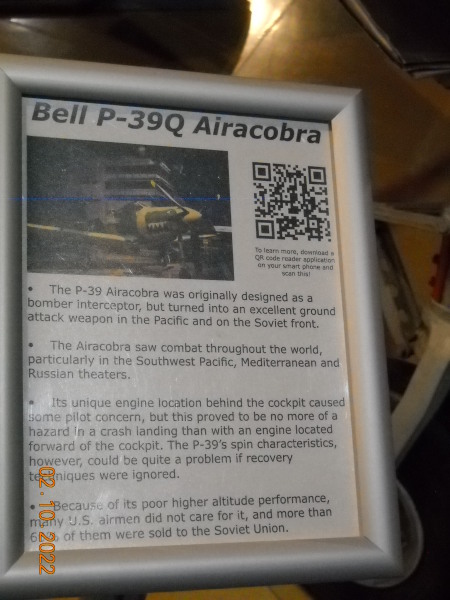 Bell P-39Q Airacobra
To learn more, download a
QR code reader application
on your smart phone and
scan this!
• The P-39 Airacobra was originally designed as a
bomber interceptor, but turned into an excellent ground
attack weapon in the Pacific and on the Soviet front.
• The Airacobra saw combat throughout the world,
particularly in the Southwest Pacific, Mediterranean and
Russian theaters.
• Its unique engine location behind the cockpit caused
some pilot concern, but this proved to be no more of a
hazard in a crash landing than with an engine located
forward of the cockpit. The P-39's spin characteristics,
however, could be quite a problem if recovery
techniques were ignored.
• Because of its poor higher altitude performance,
many U.S. airmen did not care for it, and more than
of them were sold to the Soviet Union.
02.10.2022